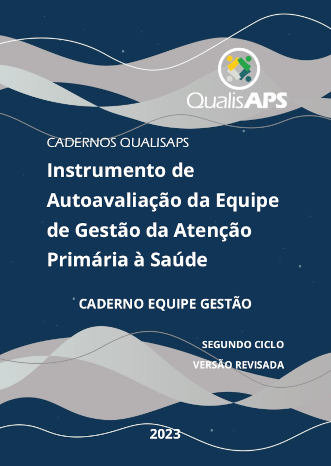 QualisAPS
CADERNOS QUALISAPS
Instrumento de
Autoavaliação da Equipe
de Gestão da Atenção
Primária à Saúde
CADERNO EQUIPE GESTÃO
SEGUNDO CICLO
VERSÃO REVISADA
2023